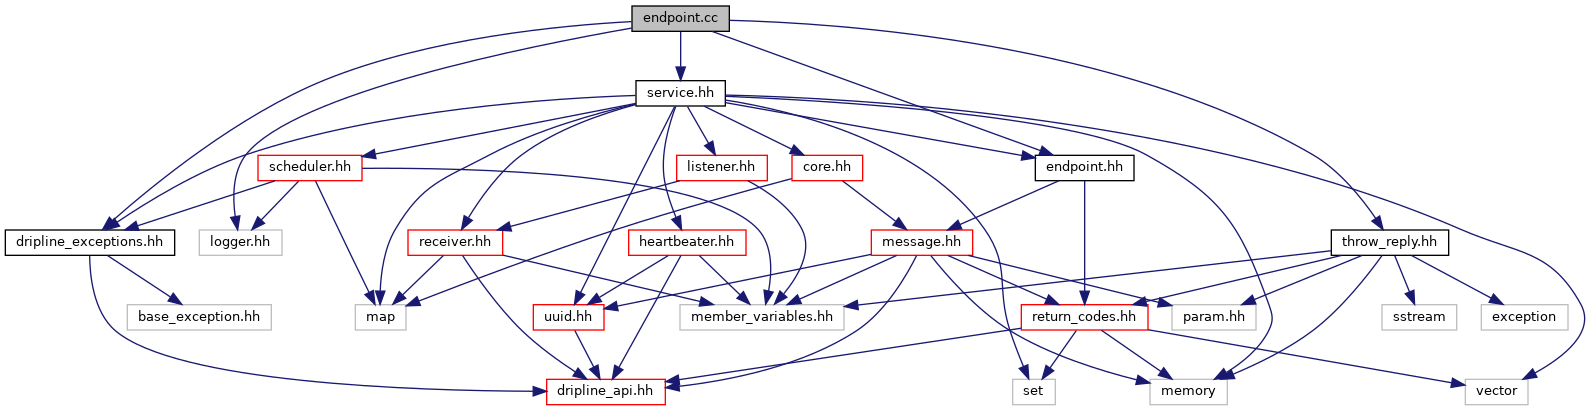 endpoint.cc
service.hh
scheduler.hh
listener.hh
core.hh
endpoint.hh
dripline_exceptions.hh
logger.hh
receiver.hh
heartbeater.hh
message.hh
throw_reply.hh
base_exception.hh
map
uuid.hh
member_variables.hh
return_codes.hh
param.hh
sstream
exception
dripline_api.hh
set
memory
vector